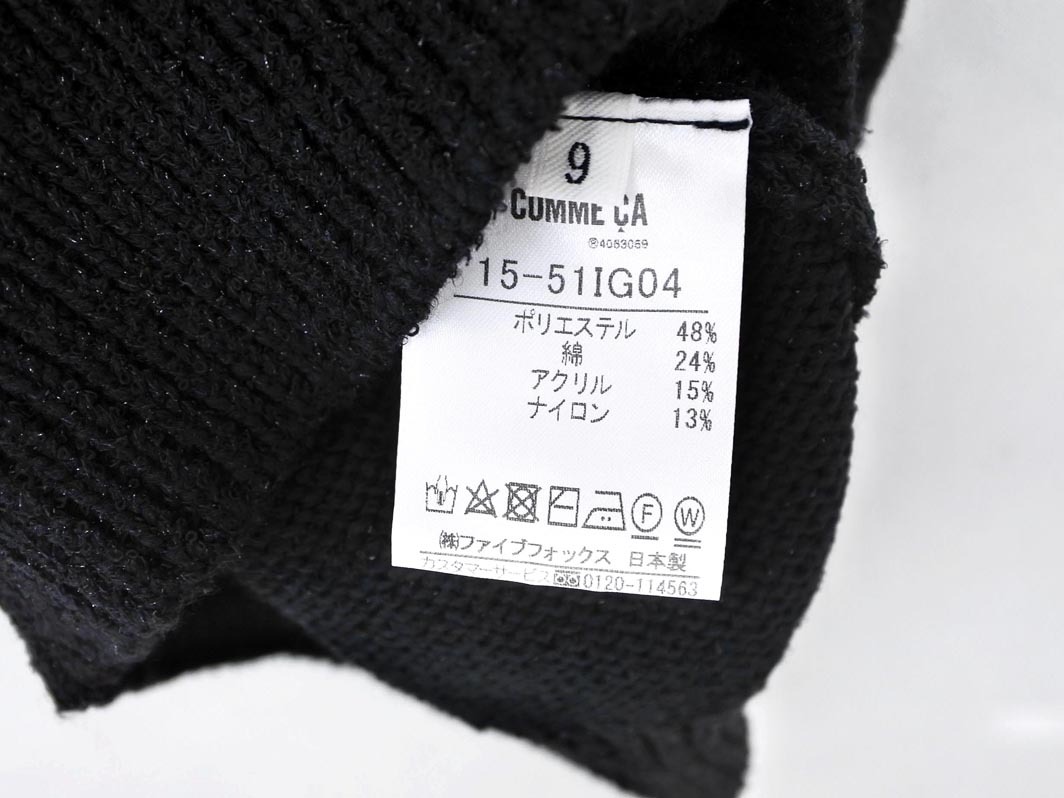 9
COMME ÇA
Ⓟ4053059
15-51IG04
ポリエステル 48%
綿 24%
アクリル 15%
ナイロン 13%
F W
㈱ファイブフォックス 日本製
カスタマーサービス 0120-114563